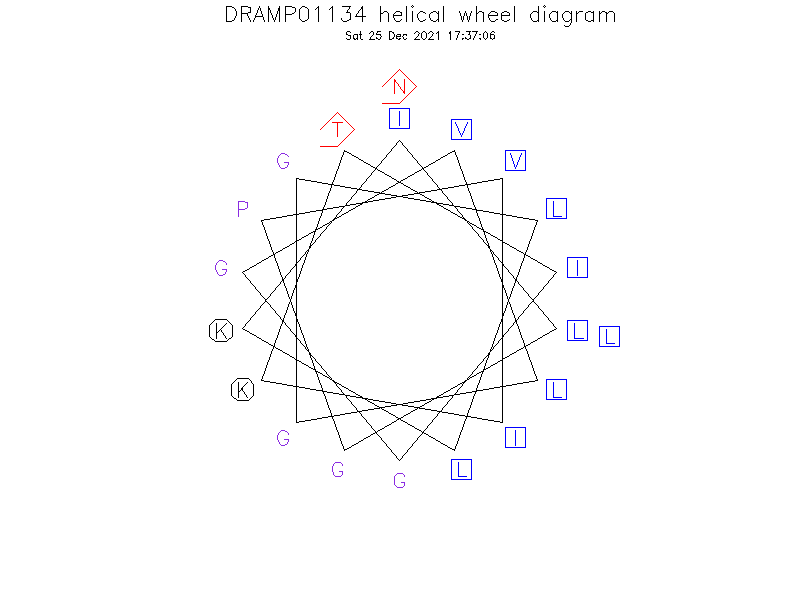 DRAMP01134 helical wheel diagram
Sat 25 Dec 2021 17:37:06
N
T I V
G V
P L
G I
K L L
K L
G I
G L
G